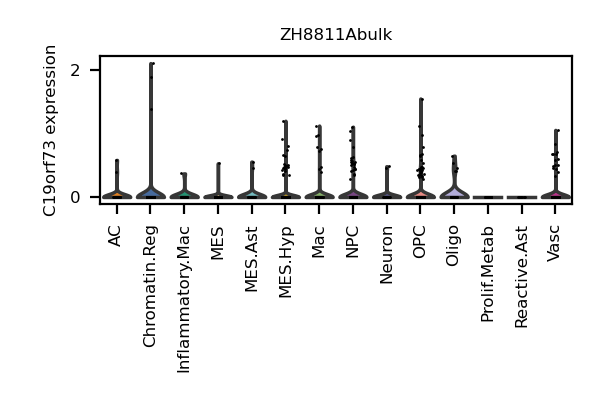 ZH8811Abulk
C19orf73 expression
2
0
AC
Chromatin.Reg
Inflammatory.Mac
MES
MES.Ast
MES.Hyp
Mac
NPC
Neuron
OPC
Oligo
Prolif.Metab
Reactive.Ast
Vasc